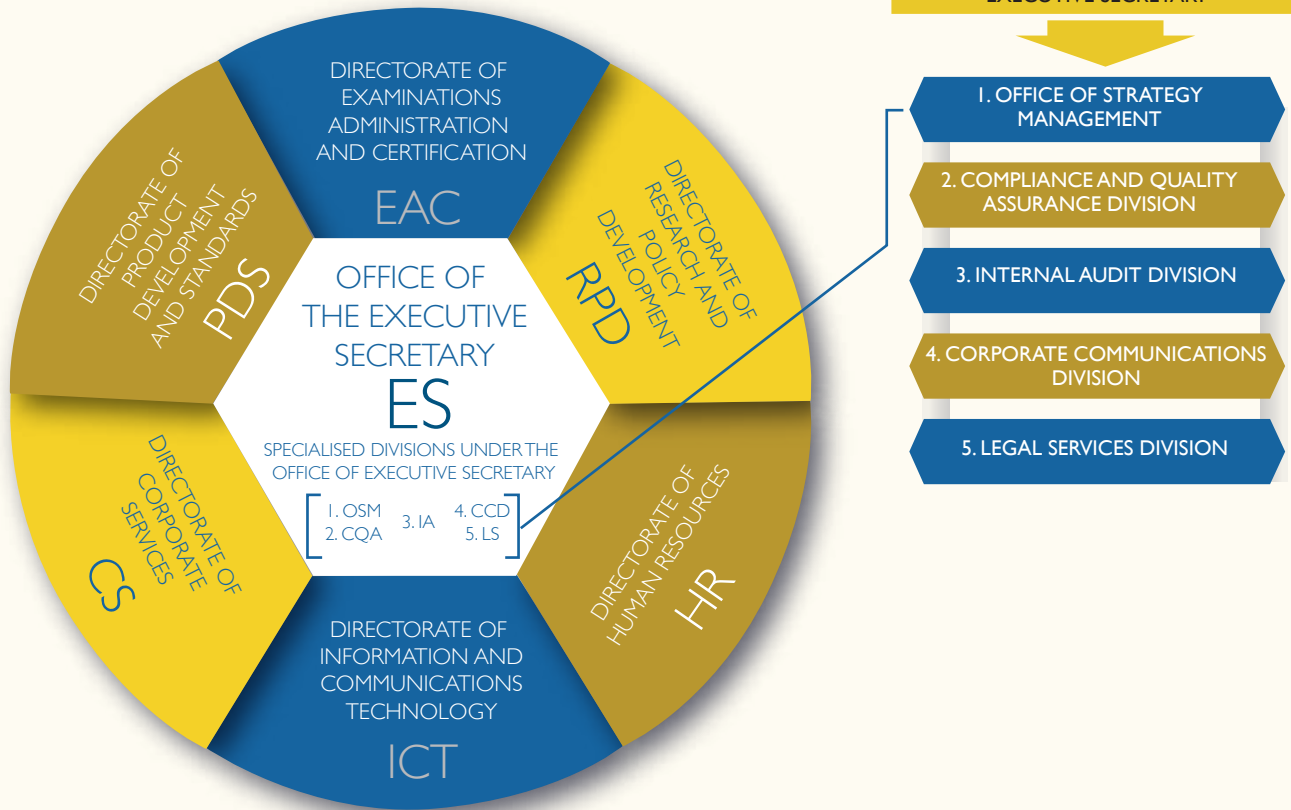 DIRECTORATE OF
EXAMINATIONS
ADMINISTRATION
AND CERTIFICATION
EAC
DIRECTORATE OF
RESEARCH AND
POLICY
DEVELOPMENT
RPD
DIRECTORATE OF
HUMAN RESOURCES
HR
DIRECTORATE OF
INFORMATION AND
COMMUNICATIONS
TECHNOLOGY
ICT
DIRECTORATE OF
CORPORATE
SERVICES
CS
DIRECTORATE OF
PRODUCT
DEVELOPMENT
AND STANDARDS
PDS
OFFICE OF
THE EXECUTIVE
SECRETARY
ES
SPECIALISED DIVISIONS UNDER THE
OFFICE OF EXECUTIVE SECRETARY
1. OSM
2. CQA
3. IA
4. CCD
5. LS
EXECUTIVE SECRETARY
1. OFFICE OF STRATEGY
MANAGEMENT
2. COMPLIANCE AND QUALITY
ASSURANCE DIVISION
3. INTERNAL AUDIT DIVISION
4. CORPORATE COMMUNICATIONS
DIVISION
5. LEGAL SERVICES DIVISION